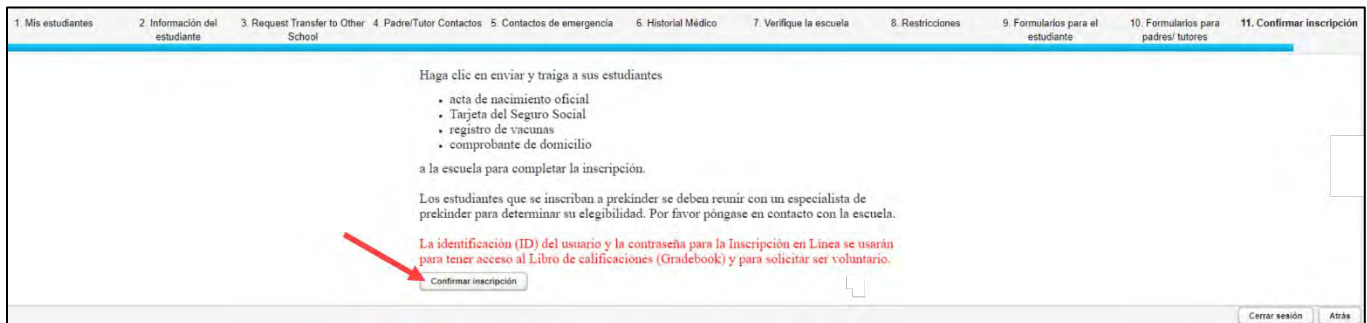 1. Mis estudiantes
2. Información del
estudiante
3. Request Transfer to Other
School
4. Padre/Tutor Contactos
5. Contactos de emergencia
6. Historial Médico
7. Verifique la escuela
8. Restricciones
9. Formularios para el
estudiante
10. Formularios para
padres/ tutores
11. Confirmar inscripción
Haga clic en enviar y traiga a sus estudiantes
• acta de nacimiento oficial
• Tarjeta del Seguro Social
• registro de vacunas
• comprobante de domicilio
a la escuela para completar la inscripción.
Los estudiantes que se inscriban a prekínder se deben reunir con un especialista de
prekínder para determinar su elegibilidad. Por favor póngase en contacto con la escuela.
La identificación (ID) del usuario y la contraseña para la Inscripción en Línea se usarán
para tener acceso al Libro de calificaciónes (Gradebook) y para solicitar ser voluntario.
Confirmar inscripción
Cerrar sesión
Atrás